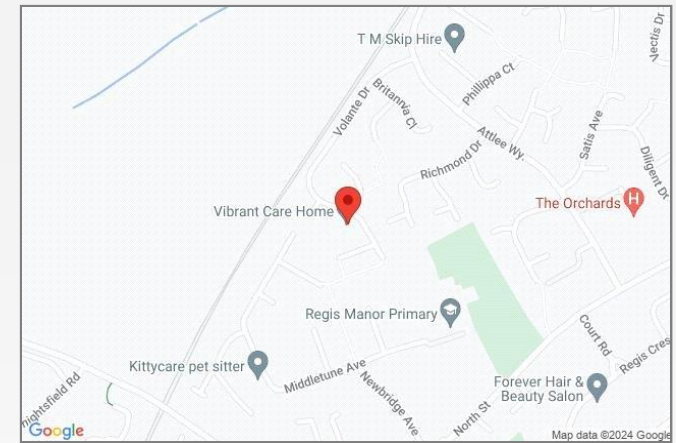 Vectis Dr
T M Skip Hire
Phillippa Ct
Volante Dr
Britannia Cl
Attlee Wy.
Satis Ave
Richmond Dr
Diligent Dr
Vibrant Care Home
The Orchards
H
Regis Manor Primary
Court Rd
Regis Cres
Kittycare pet sitter
Middletune Ave
Newbridge Ave
Forever Hair &
Beauty Salon
North St
nightsfield Rd
Google
Map data ©2024 Google